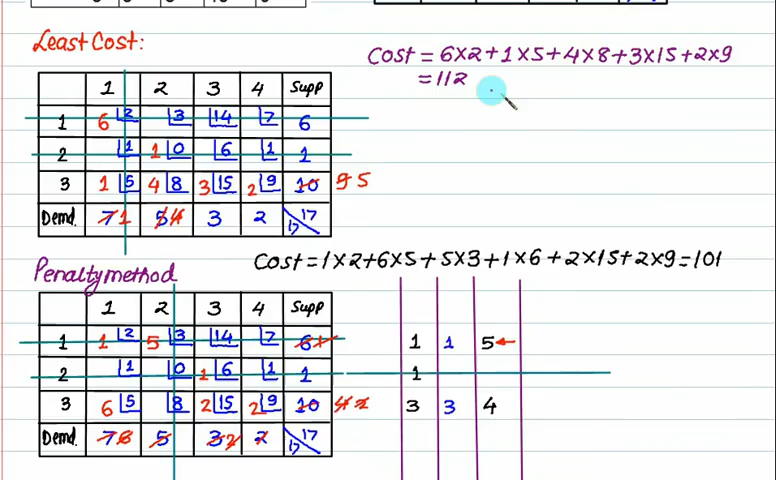 Least Cost:
Cost = 6×2+1×5+4×8+3×15+2×9
=112
1 2 3 4 Supp
1 6 2 3 14 7 6
2 1 1 0 6 1 1
3 1 5 4 8 3 15 2 9 10 9 5
Demd. 7 1 5 4 3 2 17 17
Cost=1×2+6×5+5×3+1×6+2×15+2×9=101
Penalty method
1 2 3 4 Supp
1 1 2 5 3 14 7 6 1 1 1 5
2 1 0 1 6 1 1 1
3 6 5 8 2 15 2 9 10 4 2 3 3 4
Demd. 7 6 5 3 2 2 17 17